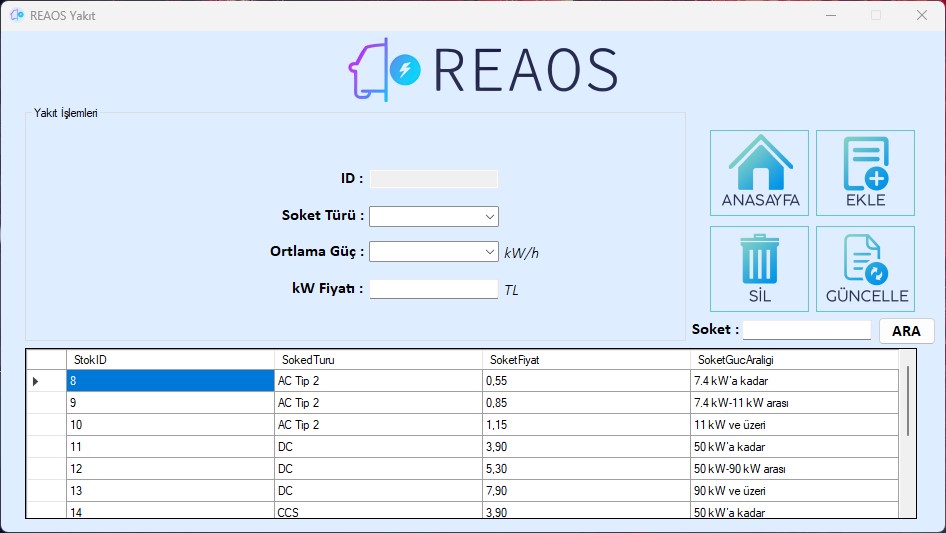 REAOS Yakıt
REAOS
Yakıt İşlemleri
ID :
Soket Türü :
Ortlama Güç :
kW/h
kW Fiyatı :
TL
ANASAYFA
EKLE
SİL
GÜNCELLE
Soket :
ARA
StokID SokedTuru SoketFiyat SoketGucAraligi
8 AC Tip 2 0,55 7.4 kW'a kadar
9 AC Tip 2 0,85 7.4 kW-11 kW arası
10 AC Tip 2 1,15 11 kW ve üzeri
11 DC 3,90 50 kW'a kadar
12 DC 5,30 50 kW-90 kW arası
13 DC 7,90 90 kW ve üzeri
14 CCS 3,90 50 kW'a kadar